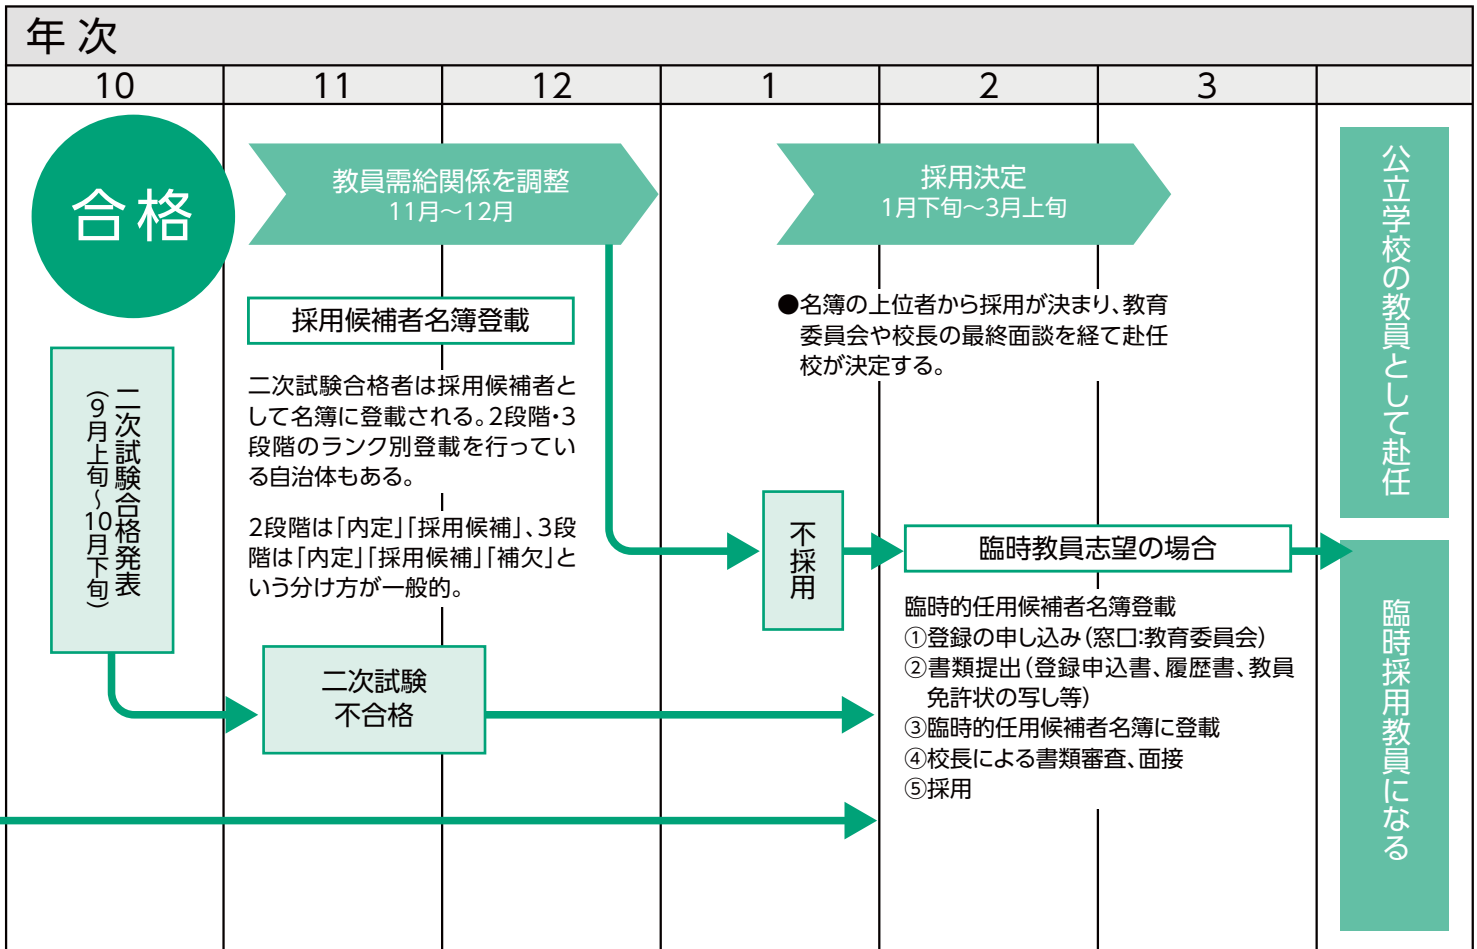 年次
10 11 12 1 2 3
合格
教員需給関係を調整
11月～12月
採用決定
1月下旬～3月上旬
公立学校の教員として赴任
採用候補者名簿登載
●名簿の上位者から採用が決まり、教育
委員会や校長の最終面談を経て赴任
校が決定する。
二次試験合格発表
（9月上旬～10月下旬）
二次試験合格者は採用候補者と
して名簿に登載される。2段階・3
段階のランク別登載を行ってい
る自治体もある。
2段階は「内定」「採用候補」、3段
階は「内定」「採用候補」「補欠」と
いう分け方が一般的。
不採用
臨時教員志望の場合
臨時的任用候補者名簿登載
①登録の申し込み（窓口:教育委員会）
②書類提出（登録申込書、履歴書、教員
免許状の写し等）
③臨時的任用候補者名簿に登載
④校長による書類審査、面接
⑤採用
二次試験
不合格
臨時採用教員になる